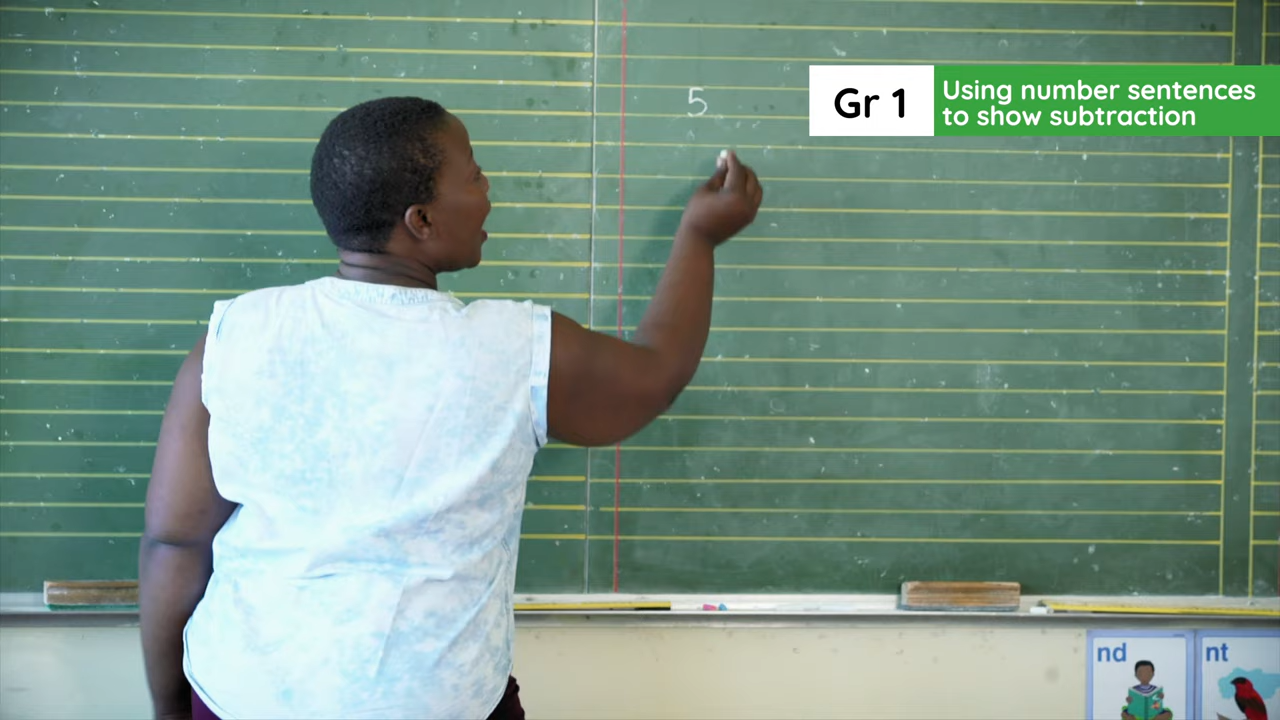 5
Gr 1
Using number sentences
to show subtraction
nd
nt